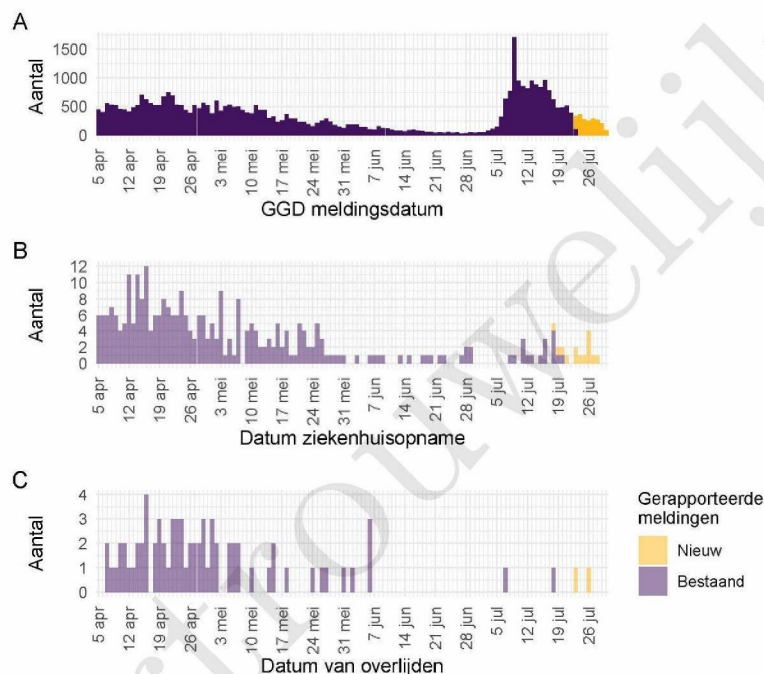 A
Aantal
1500
1000
500
0
5 apr
12 apr
19 apr
26 apr
3 mei
10 mei
17 mei
24 mei
31 mei
7 jun
14 jun
21 jun
28 jun
5 jul
12 jul
19 jul
26 jul
GGD meldingsdatum
B
Aantal
12
10
8
6
4
2
0
5 apr
12 apr
19 apr
26 apr
3 mei
10 mei
17 mei
24 mei
31 mei
7 jun
14 jun
21 jun
28 jun
5 jul
12 jul
19 jul
26 jul
Datum ziekenhuisopname
C
Aantal
4
3
2
1
0
5 apr
12 apr
19 apr
26 apr
3 mei
10 mei
17 mei
24 mei
31 mei
7 jun
14 jun
21 jun
28 jun
5 jul
12 jul
19 jul
26 jul
Datum van overlijden
Gerapporteerde
meldingen
Nieuw
Bestaand